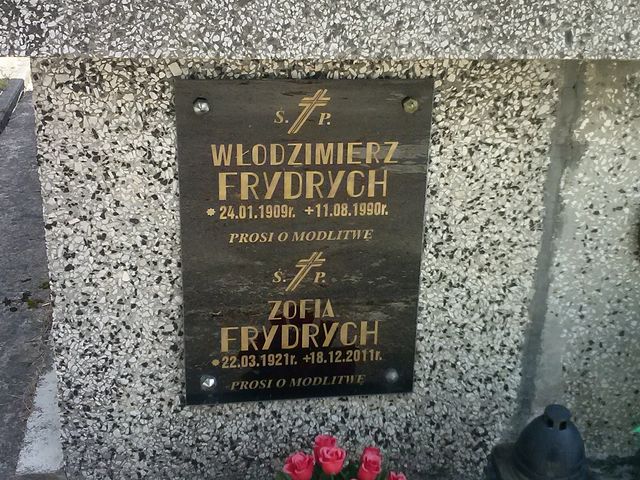 Ś. P.
WŁODZIMIERZ
FRYDRYCH
* 24.01.1909r. +11.08.1990r.
PROSI O MODLITWĘ
Ś. P.
ZOFIA
FRYDRYCH
* 22.03.1921r. +18.12.2011r.
PROSI O MODLITWĘ